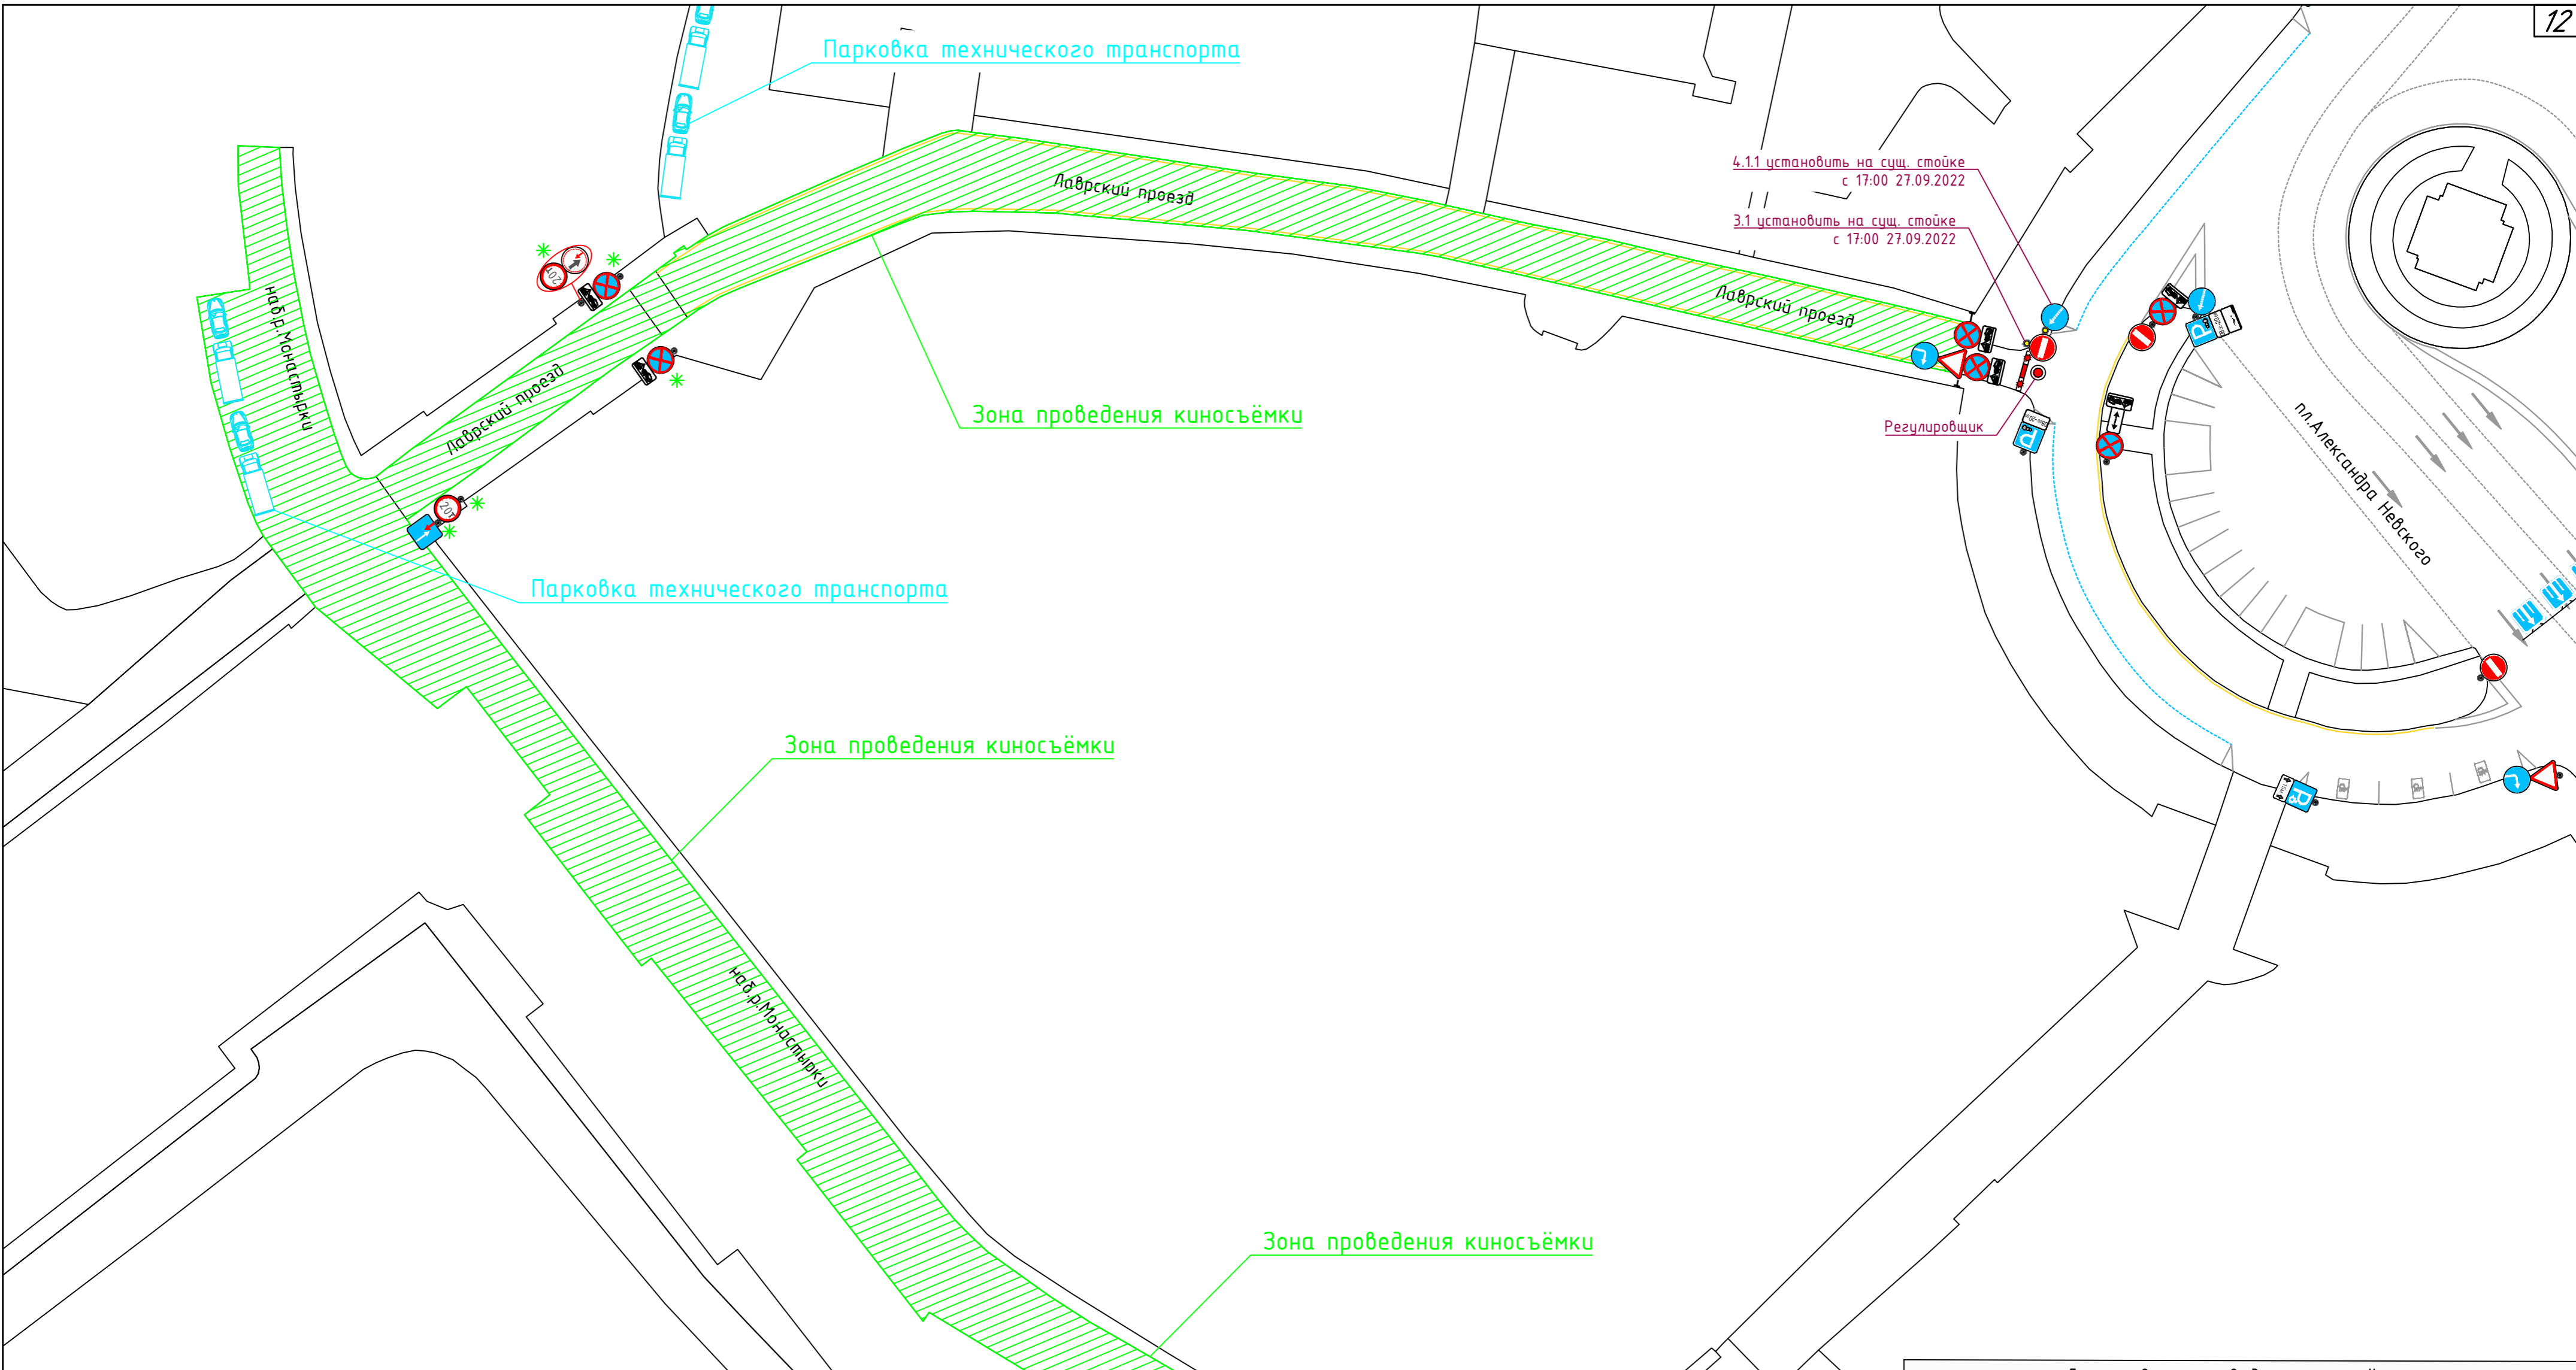 12
Парковка технического транспорта
4.1.1 установить на сущ. стойке
с 17:00 27.09.2022
Лаврский проезд
3.1 установить на сущ. стойке
с 17:00 27.09.2022
20т
наб.р.Монастырки
Лаврский проезд
Лаврский проезд
Зона проведения киносъёмки
Регулировщик
P
P
пл.Александра Невского
20т
Парковка технического транспорта
Зона проведения киносъёмки
P
наб.р.Монастырки
Зона проведения киносъёмки